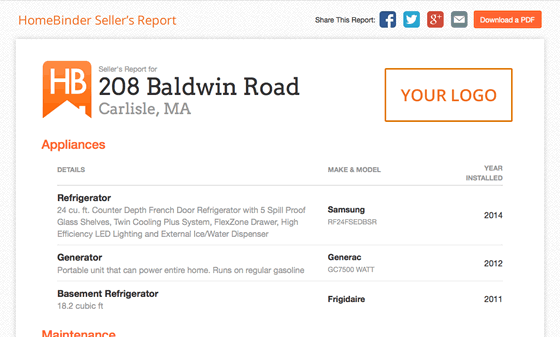 HomeBinder Seller's Report
Share This Report:
Download a PDF
HB
Seller's Report for
208 Baldwin Road
Carlisle, MA
YOUR LOGO
Appliances
DETAILS MAKE & MODEL YEAR INSTALLED
Refrigerator
24 cu. ft. Counter Depth French Door Refrigerator with 5 Spill Proof
Glass Shelves, Twin Cooling Plus System, FlexZone Drawer, High
Efficiency LED Lighting and External Ice/Water Dispenser
Samsung
RF24FSEDBSR
2014
Generator
Portable unit that can power entire home. Runs on regular gasoline
Generac
GC7500 WATT
2012
Basement Refrigerator
18.2 cubic ft
Frigidaire
2011
Maintenance